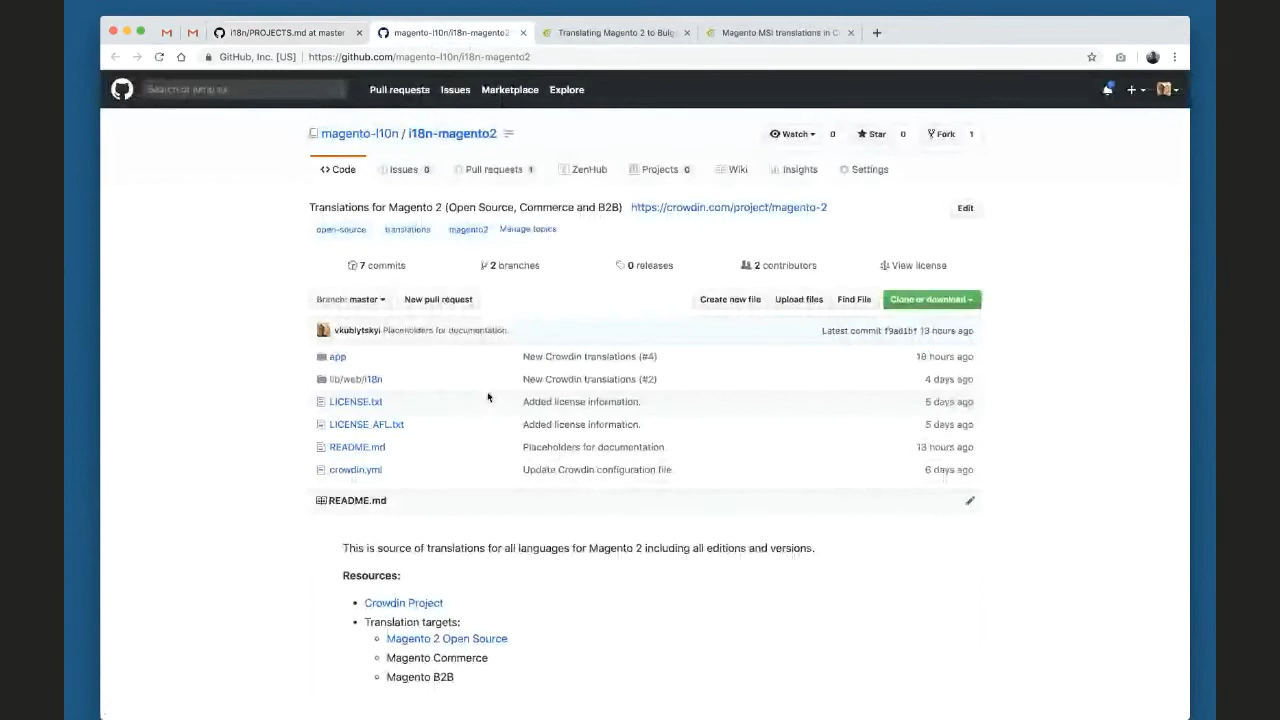 i18n/PROJECTS.md at master
magento-l10n/i18n-magento2
Translating Magento 2 to Bulg
Magento MSI translations in C
GitHub, Inc. [US] https://github.com/magento-l10n/i18n-magento2
Search or jump to
Pull requests Issues Marketplace Explore
magento-l10n / i18n-magento2
Watch 0 Star 0 Fork 1
Code Issues 0 Pull requests 1 ZenHub Projects 0 Wiki Insights Settings
Translations for Magento 2 (Open Source, Commerce and B2B) https://crowdin.com/project/magento-2 Edit
open-source translations magento2 Manage topics
7 commits 2 branches 0 releases 2 contributors View license
Branch: master New pull request Create new file Upload files Find File Clone or download
vkublytskyi Placeholders for documentation. Latest commit f9ad1bf 13 hours ago
app New Crowdin translations (#4) 18 hours ago
lib/web/i18n New Crowdin translations (#2) 4 days ago
LICENSE.txt Added license information. 5 days ago
LICENSE_AFL.txt Added license information. 5 days ago
README.md Placeholders for documentation. 13 hours ago
crowdin.yml Update Crowdin configuration file 6 days ago
README.md
This is source of translations for all languages for Magento 2 including all editions and versions.
Resources:
• Crowdin Project
• Translation targets:
Magento 2 Open Source
Magento Commerce
Magento B2B